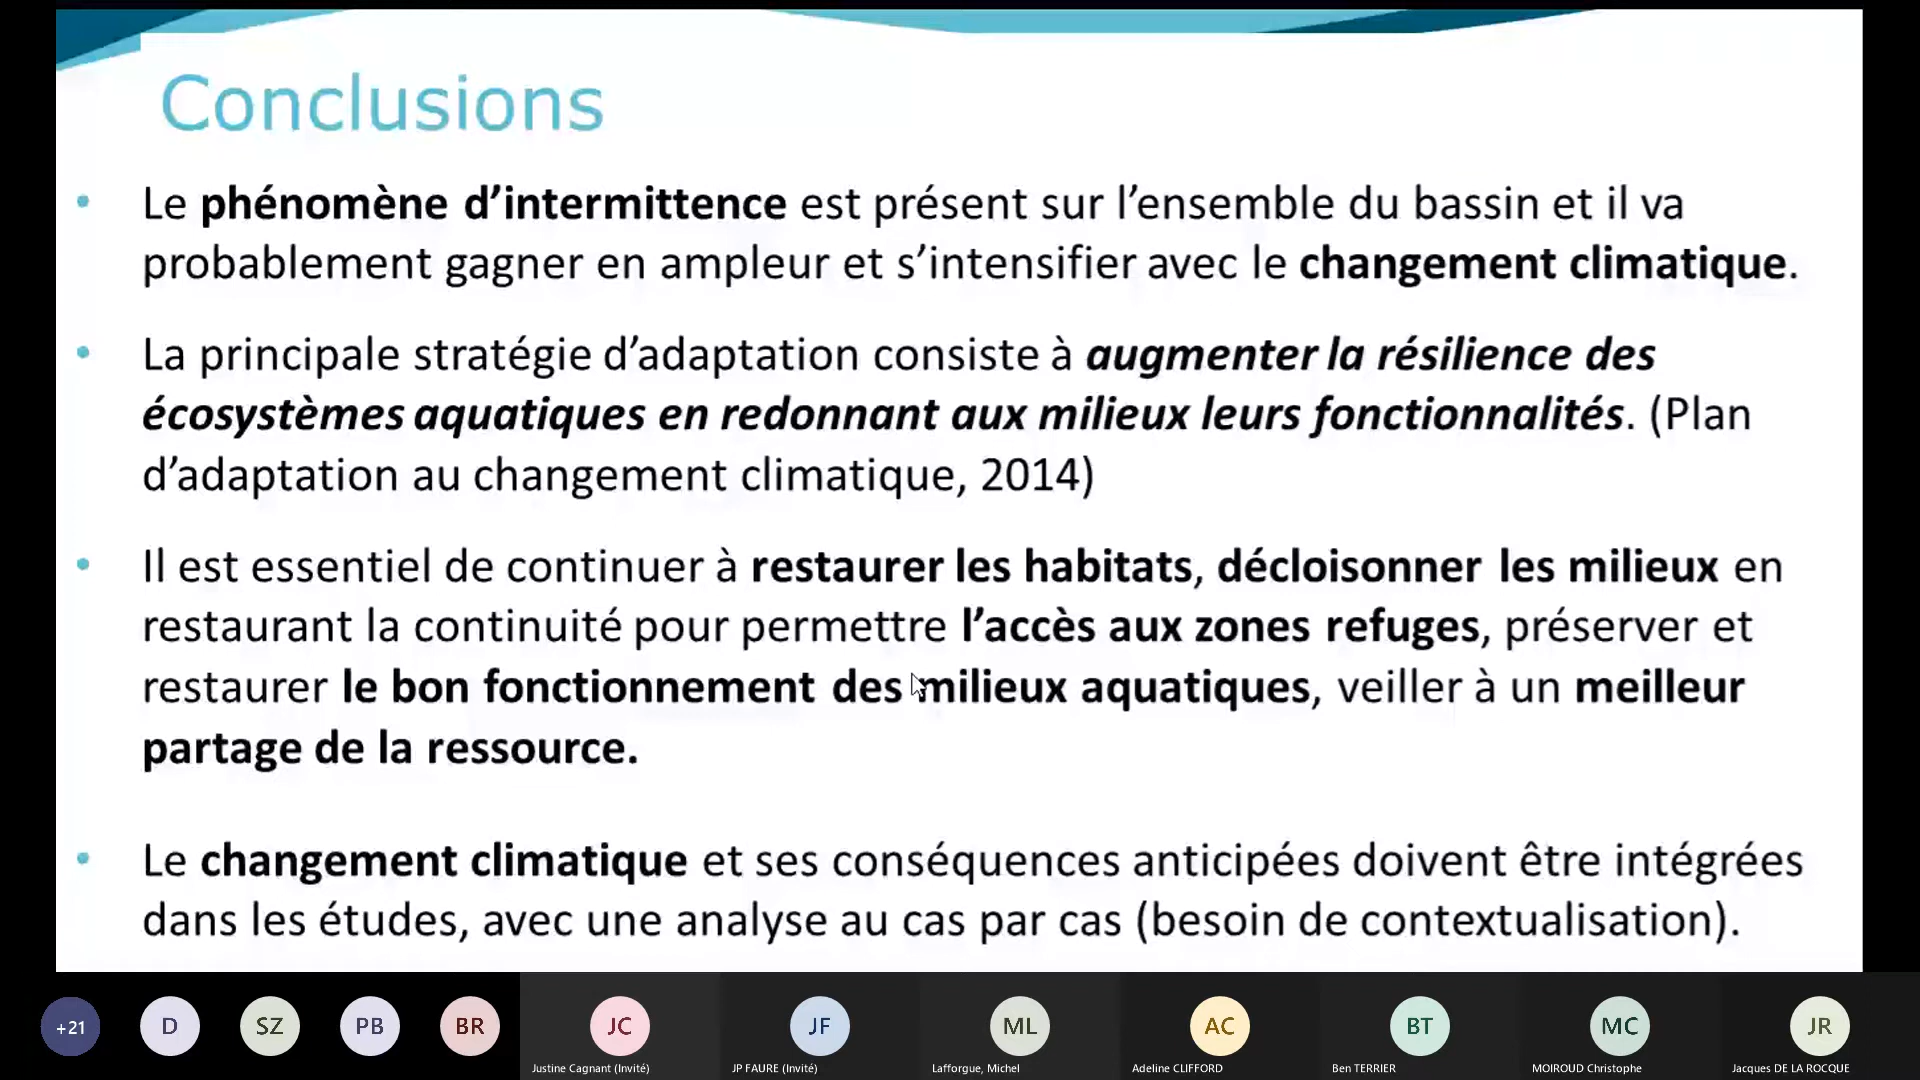 Conclusions
• Le phénomène d’intermittence est présent sur l’ensemble du bassin et il va
probablement gagner en ampleur et s’intensifier avec le changement climatique.
• La principale stratégie d’adaptation consiste à augmenter la résilience des
écosystèmes aquatiques en redonnant aux milieux leurs fonctionnalités. (Plan
d’adaptation au changement climatique, 2014)
• Il est essentiel de continuer à restaurer les habitats, décloisonner les milieux en
restaurant la continuité pour permettre l’accès aux zones refuges, préserver et
restaurer le bon fonctionnement des milieux aquatiques, veiller à un meilleur
partage de la ressource.
• Le changement climatique et ses conséquences anticipées doivent être intégrées
dans les études, avec une analyse au cas par cas (besoin de contextualisation).
+21 D SZ PB BR JC JF ML AC BT MC JR
Justine Cagnant (Invité) JP FAURE (Invité) Lafforgue, Michel Adeline CLIFFORD Ben TERRIER MOIROUD Christophe Jacques DE LA ROCQUE